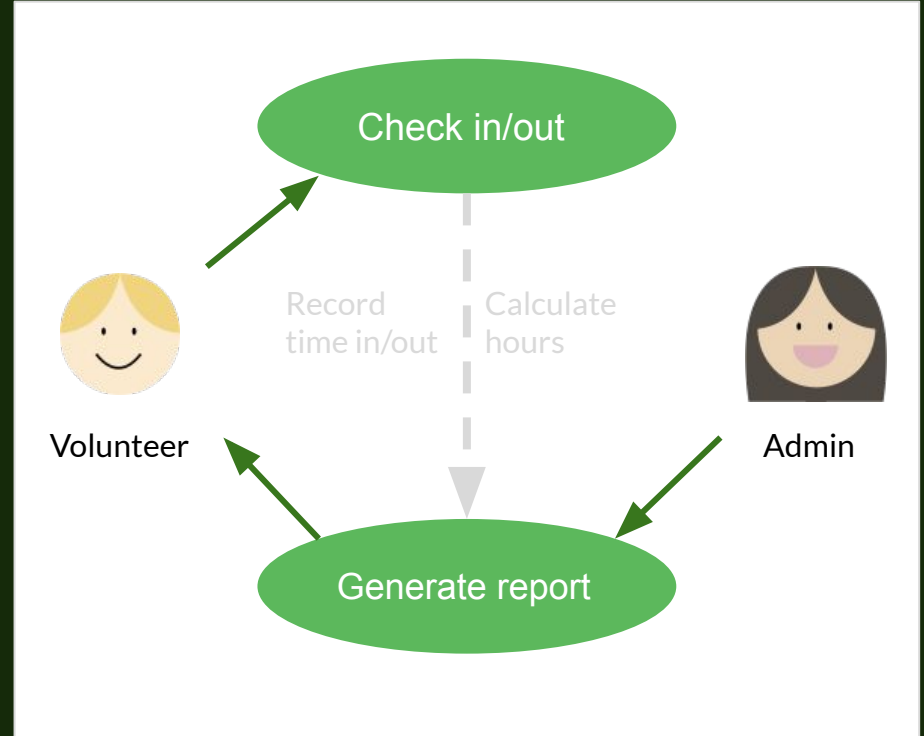 Check in/out
Record
time in/out
Calculate
hours
Volunteer
Admin
Generate report